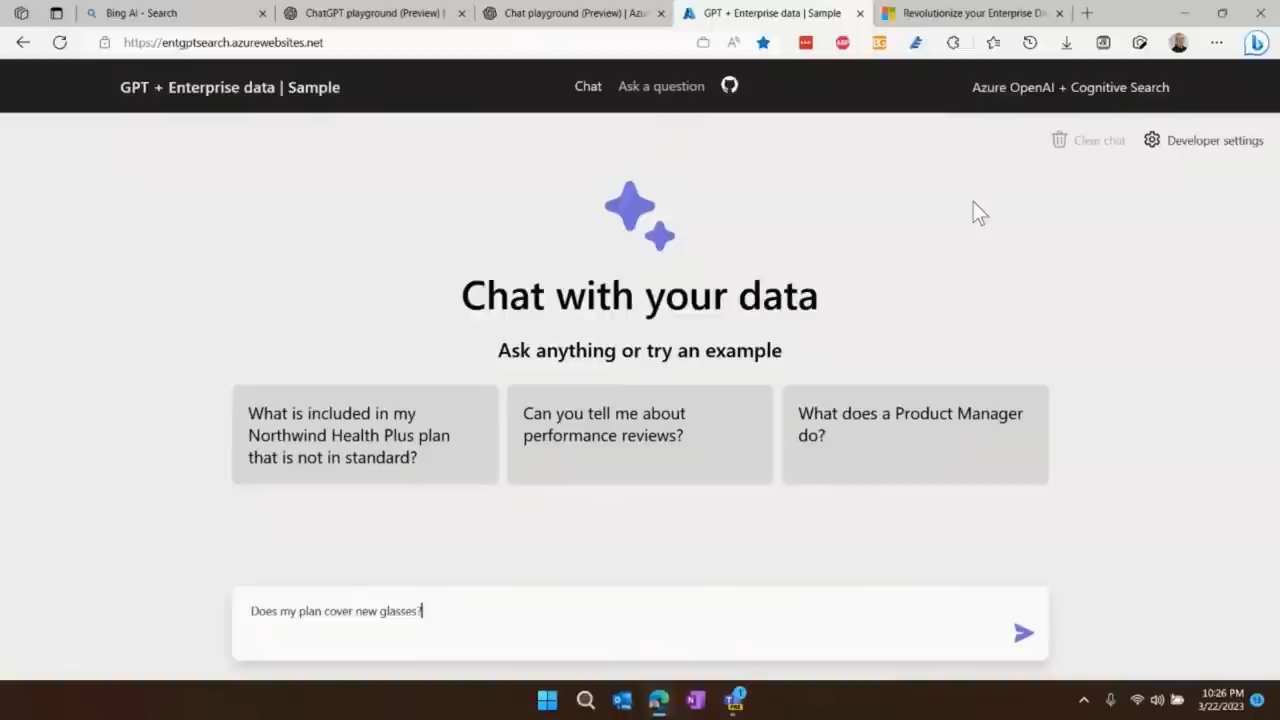 Bing AI - Search
ChatGPT playground (Preview) |
Chat playground (Preview) | Azu
GPT + Enterprise data | Sample
Revolutionize your Enterprise Da
https://entgptsearch.azurewebsites.net
GPT + Enterprise data | Sample
Chat
Ask a question
Azure OpenAI + Cognitive Search
Clear chat
Developer settings
Chat with your data
Ask anything or try an example
What is included in my
Northwind Health Plus plan
that is not in standard?
Can you tell me about
performance reviews?
What does a Product Manager
do?
Does my plan cover new glasses?
10:26 PM
3/22/2023